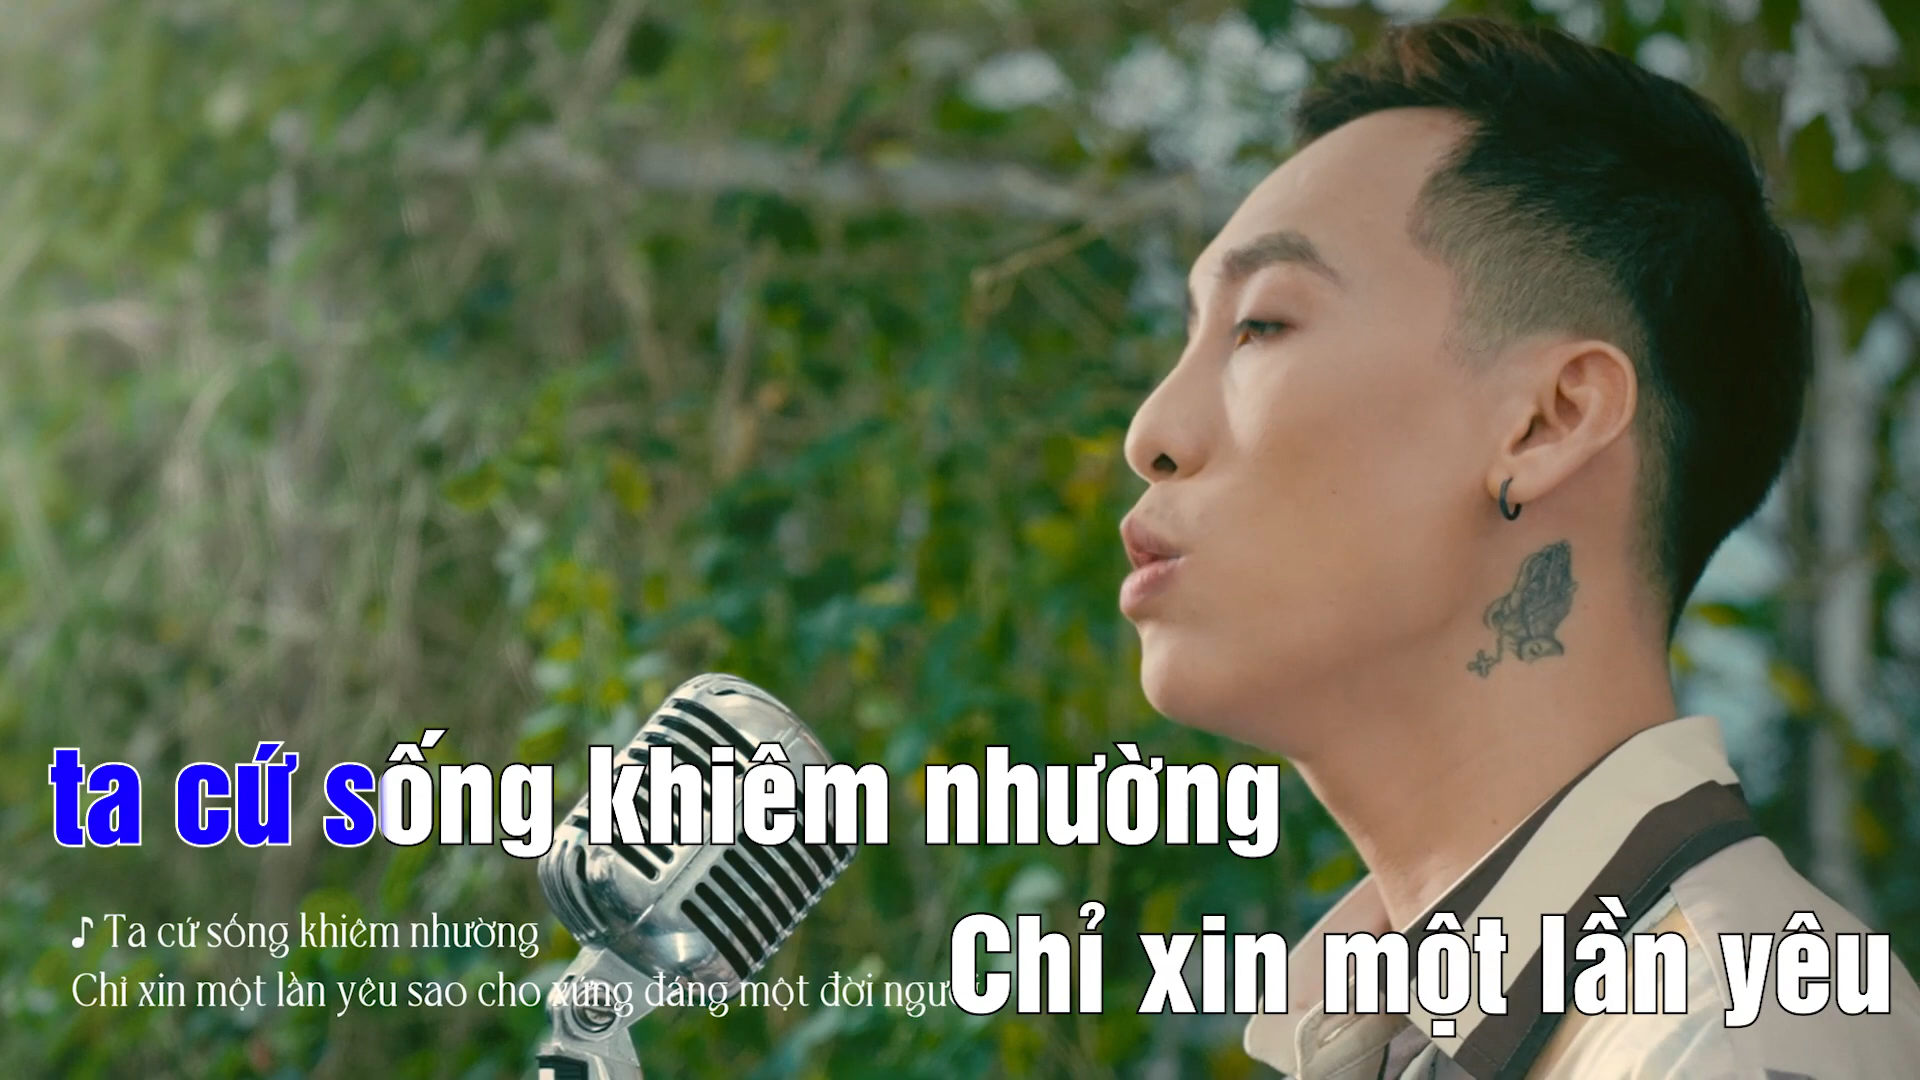 ta cứ sống khiêm nhường
♪ Ta cứ sống khiêm nhường
Chỉ xin một lần yêu sao cho xứng đáng một đời
Chỉ xin một lần yêu